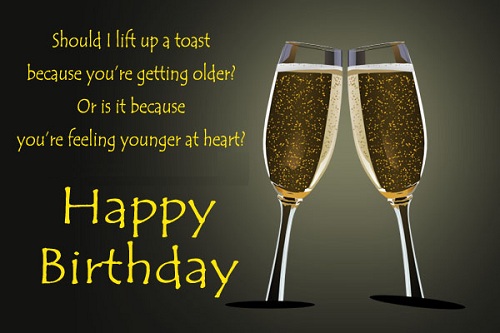 Should I lift up a toast
because you're getting older?
Or is it because
you're feeling younger at heart?
Happy
Birthday